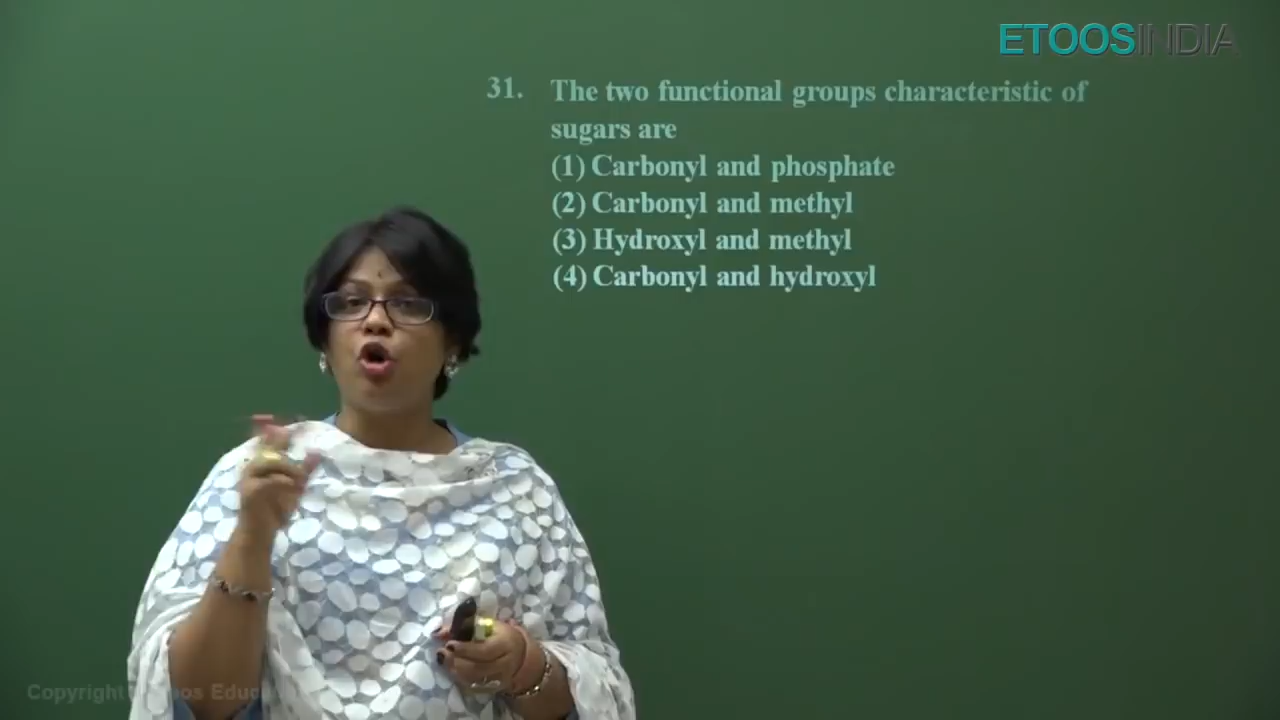 ETOOSINDIA
31. The two functional groups characteristic of
sugars are
(1) Carbonyl and phosphate
(2) Carbonyl and methyl
(3) Hydroxyl and methyl
(4) Carbonyl and hydroxyl
Copyright